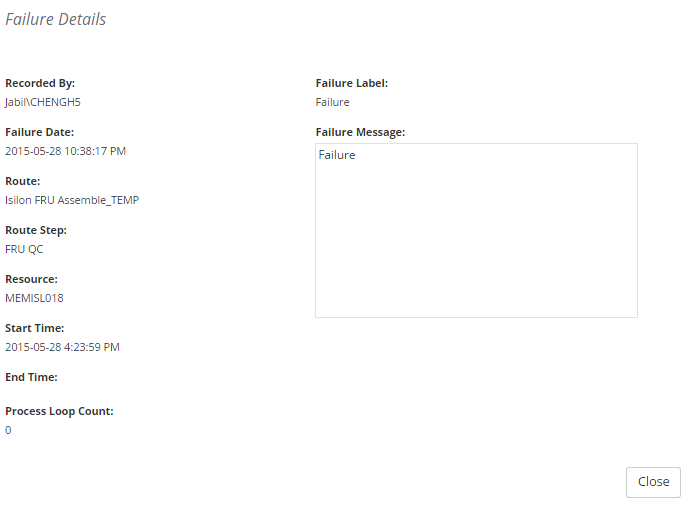 Failure Details
Recorded By:
Jabil\CHENGH5
Failure Date:
2015-05-28 10:38:17 PM
Route:
Isilon FRU Assemble_TEMP
Route Step:
FRU QC
Resource:
MEMISL018
Start Time:
2015-05-28 4:23:59 PM
End Time:
Process Loop Count:
0
Failure Label:
Failure
Failure Message:
Failure
Close